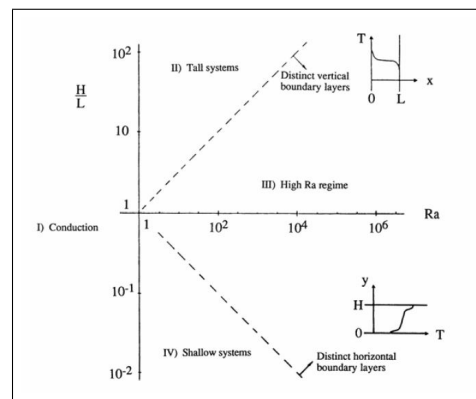 10²
II) Tall systems
T
H
L
Distinct vertical
boundary layers
x
0
L
10
III) High Ra regime
1
I) Conduction
1
10²
10⁴
10⁶
Ra
10⁻¹
y
H
0
T
IV) Shallow systems
Distinct horizontal
boundary layers
10⁻²